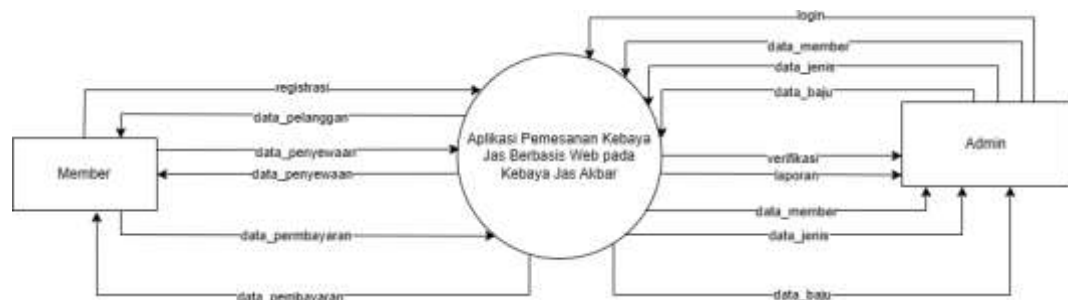 login
data_member
data_jenis
data_baju
registrasi
data_pelanggan
data_penyewaan
data_penyewaan
Member
Aplikasi Pemesanan Kebaya
Jas Berbasis Web pada
Kebaya Jas Akbar
Admin
verifikasi
laporan
data_member
data_jenis
data_permbayaran
data_pembayaran
data_baju